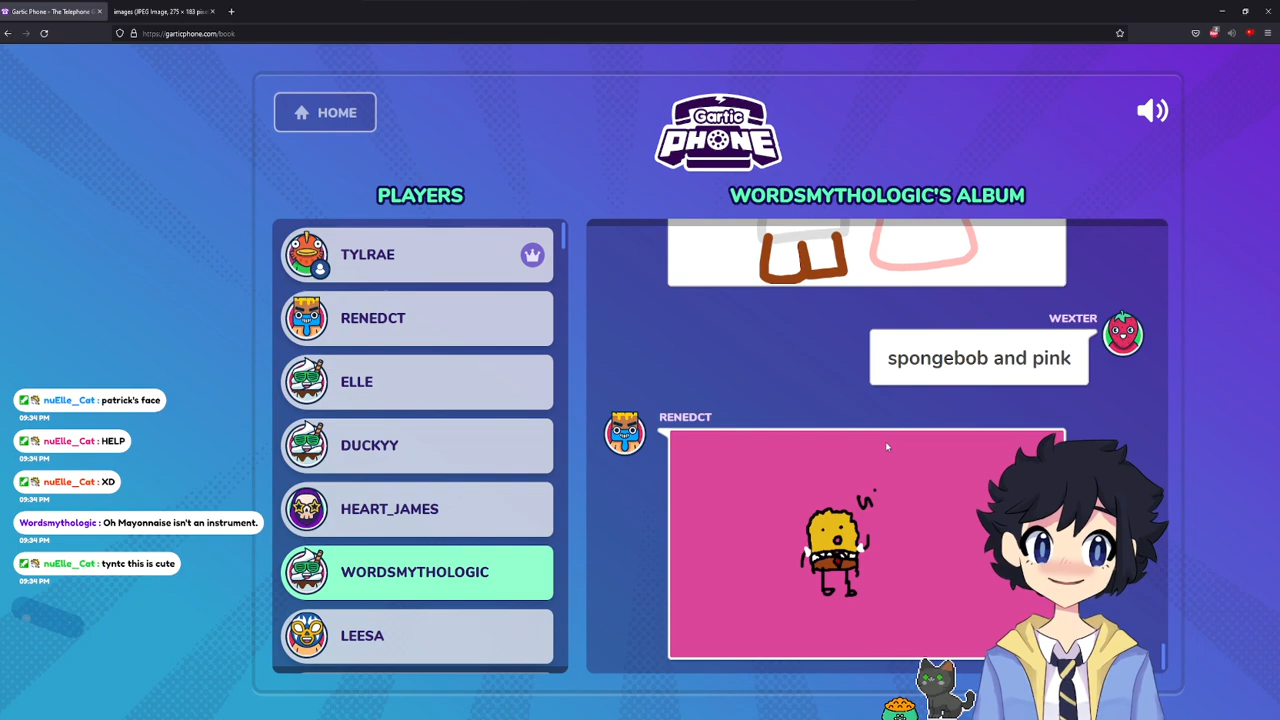 Gartic Phone - The Telephone G
images (JPEG Image, 275 × 183 pixe
https://garticphone.com/book
HOME
Gartic
PHONE
PLAYERS
WORDSMYTHOLOGIC'S ALBUM
TYLRAE
RENEDCT
ELLE
DUCKYY
HEART_JAMES
WORDSMYTHOLOGIC
LEESA
WEXTER
spongebob and pink
RENEDCT
nuElle_Cat : patrick's face
09:34 PM
nuElle_Cat : HELP
09:34 PM
nuElle_Cat : XD
09:34 PM
Wordsmythologic : Oh Mayonnaise isn't an instrument.
09:34 PM
nuElle_Cat : tyntc this is cute
09:34 PM